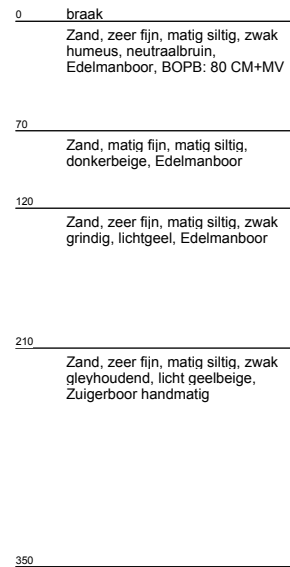 0 braak
Zand, zeer fijn, matig siltig, zwak
humeus, neutraalbruin,
Edelmanboor, BOPB: 80 CM+MV
70
Zand, matig fijn, matig siltig,
donkerbeige, Edelmanboor
120
Zand, zeer fijn, matig siltig, zwak
grindig, lichtgeel, Edelmanboor
210
Zand, zeer fijn, matig siltig, zwak
gleyhoudend, licht geelbeige,
Zuigerboor handmatig
350